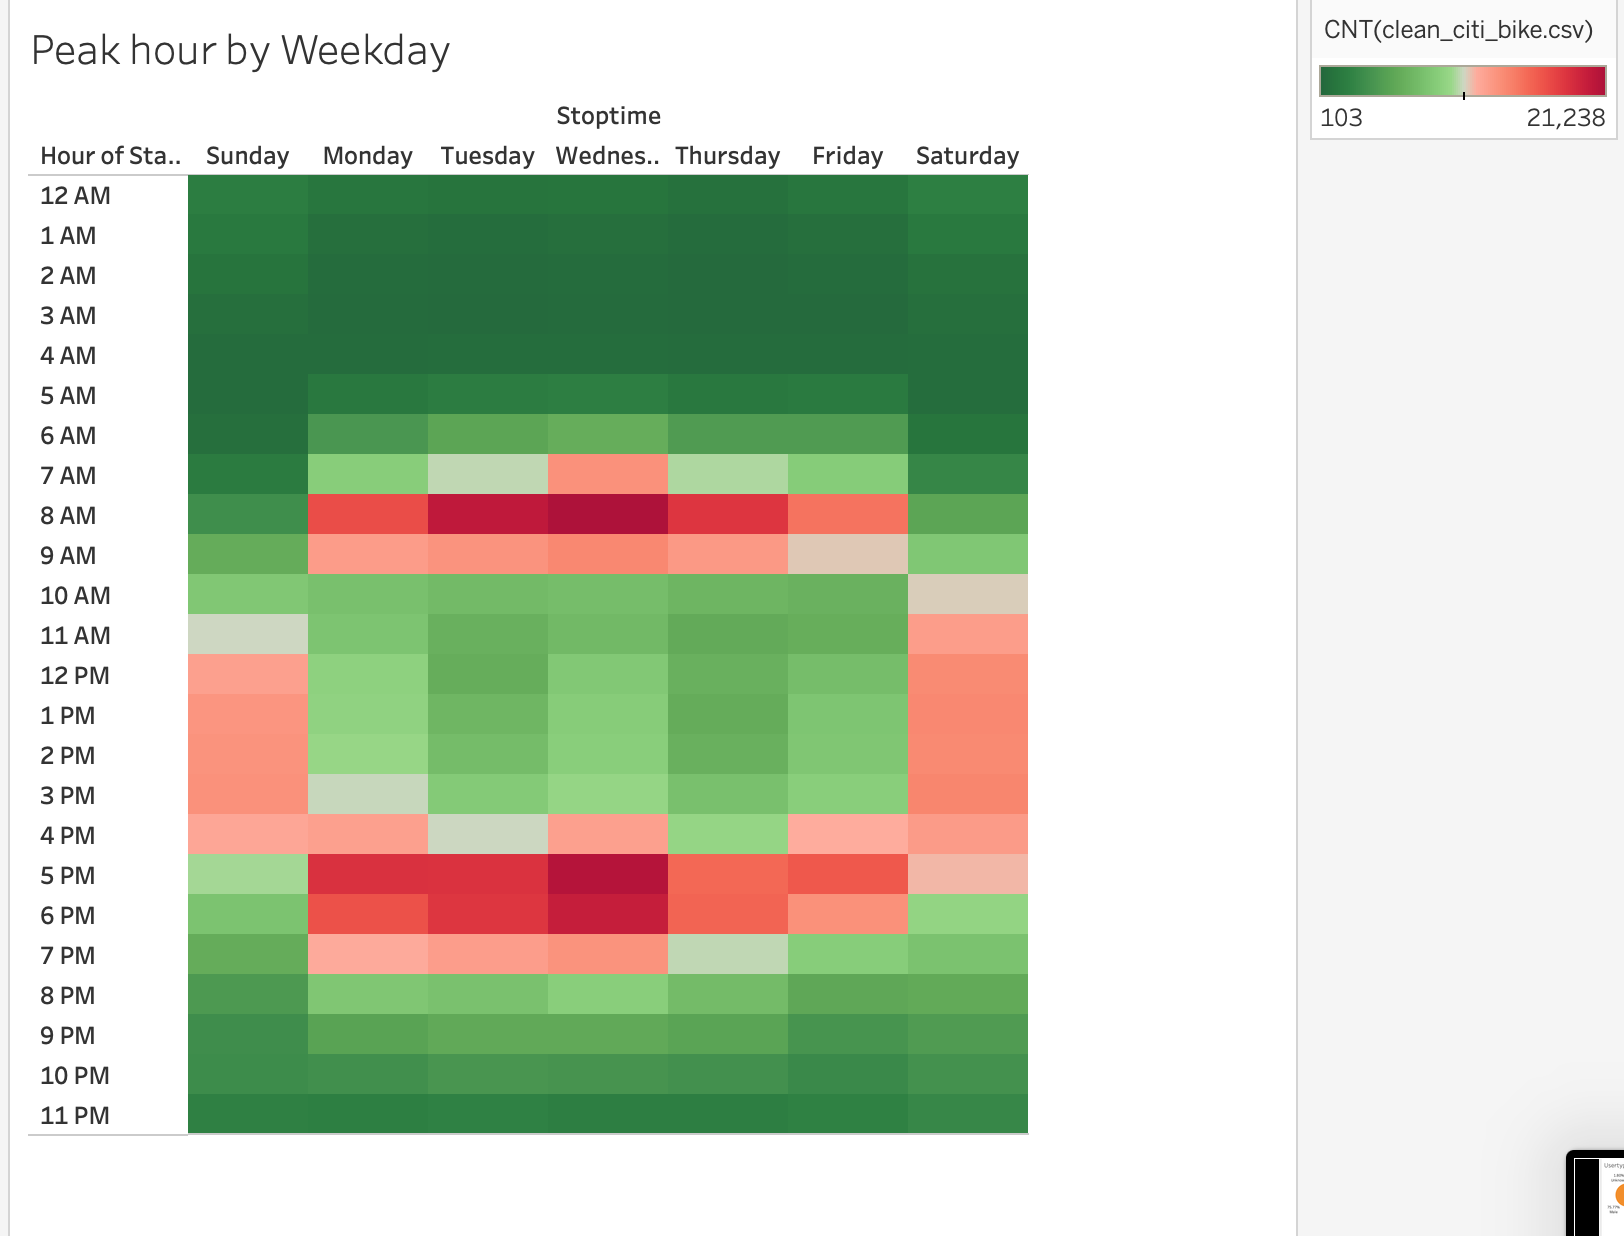 Peak hour by Weekday
CNT(clean_citi_bike.csv)
103 21,238
Stoptime
Hour of Sta.. Sunday Monday Tuesday Wednes.. Thursday Friday Saturday
12 AM
1 AM
2 AM
3 AM
4 AM
5 AM
6 AM
7 AM
8 AM
9 AM
10 AM
11 AM
12 PM
1 PM
2 PM
3 PM
4 PM
5 PM
6 PM
7 PM
8 PM
9 PM
10 PM
11 PM